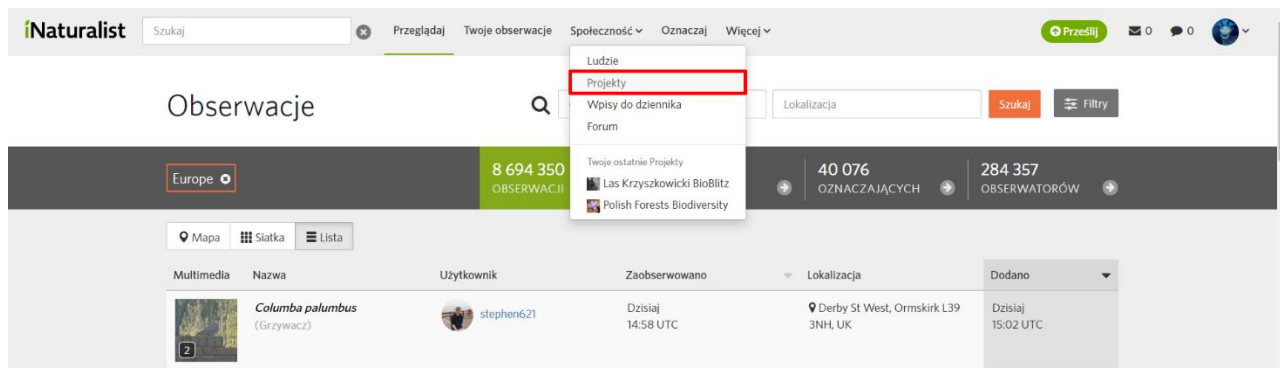 iNaturalist Szukaj Przeglądaj Twoje obserwacje Społeczność Oznaczaj Więcej Prześlij 0 0
Ludzie
Projekty
Wpisy do dziennika
Forum
Twoje ostatnie Projekty
Las Krzyszkowicki BioBlitz
Polish Forests Biodiversity
Obserwacje Lokalizacja Szukaj Filtry
Europe
8 694 350
OBSERWACJI
40 076
OZNACZAJĄCYCH
284 357
OBSERWATORÓW
Mapa Siatka Lista
Multimedia Nazwa Użytkownik Zaobserwowano Lokalizacja Dodano
2
Columba palumbus
(Grzywacz)
stephen621
Dzisiaj
14:58 UTC
Derby St West, Ormskirk L39
3NH, UK
Dzisiaj
15:02 UTC